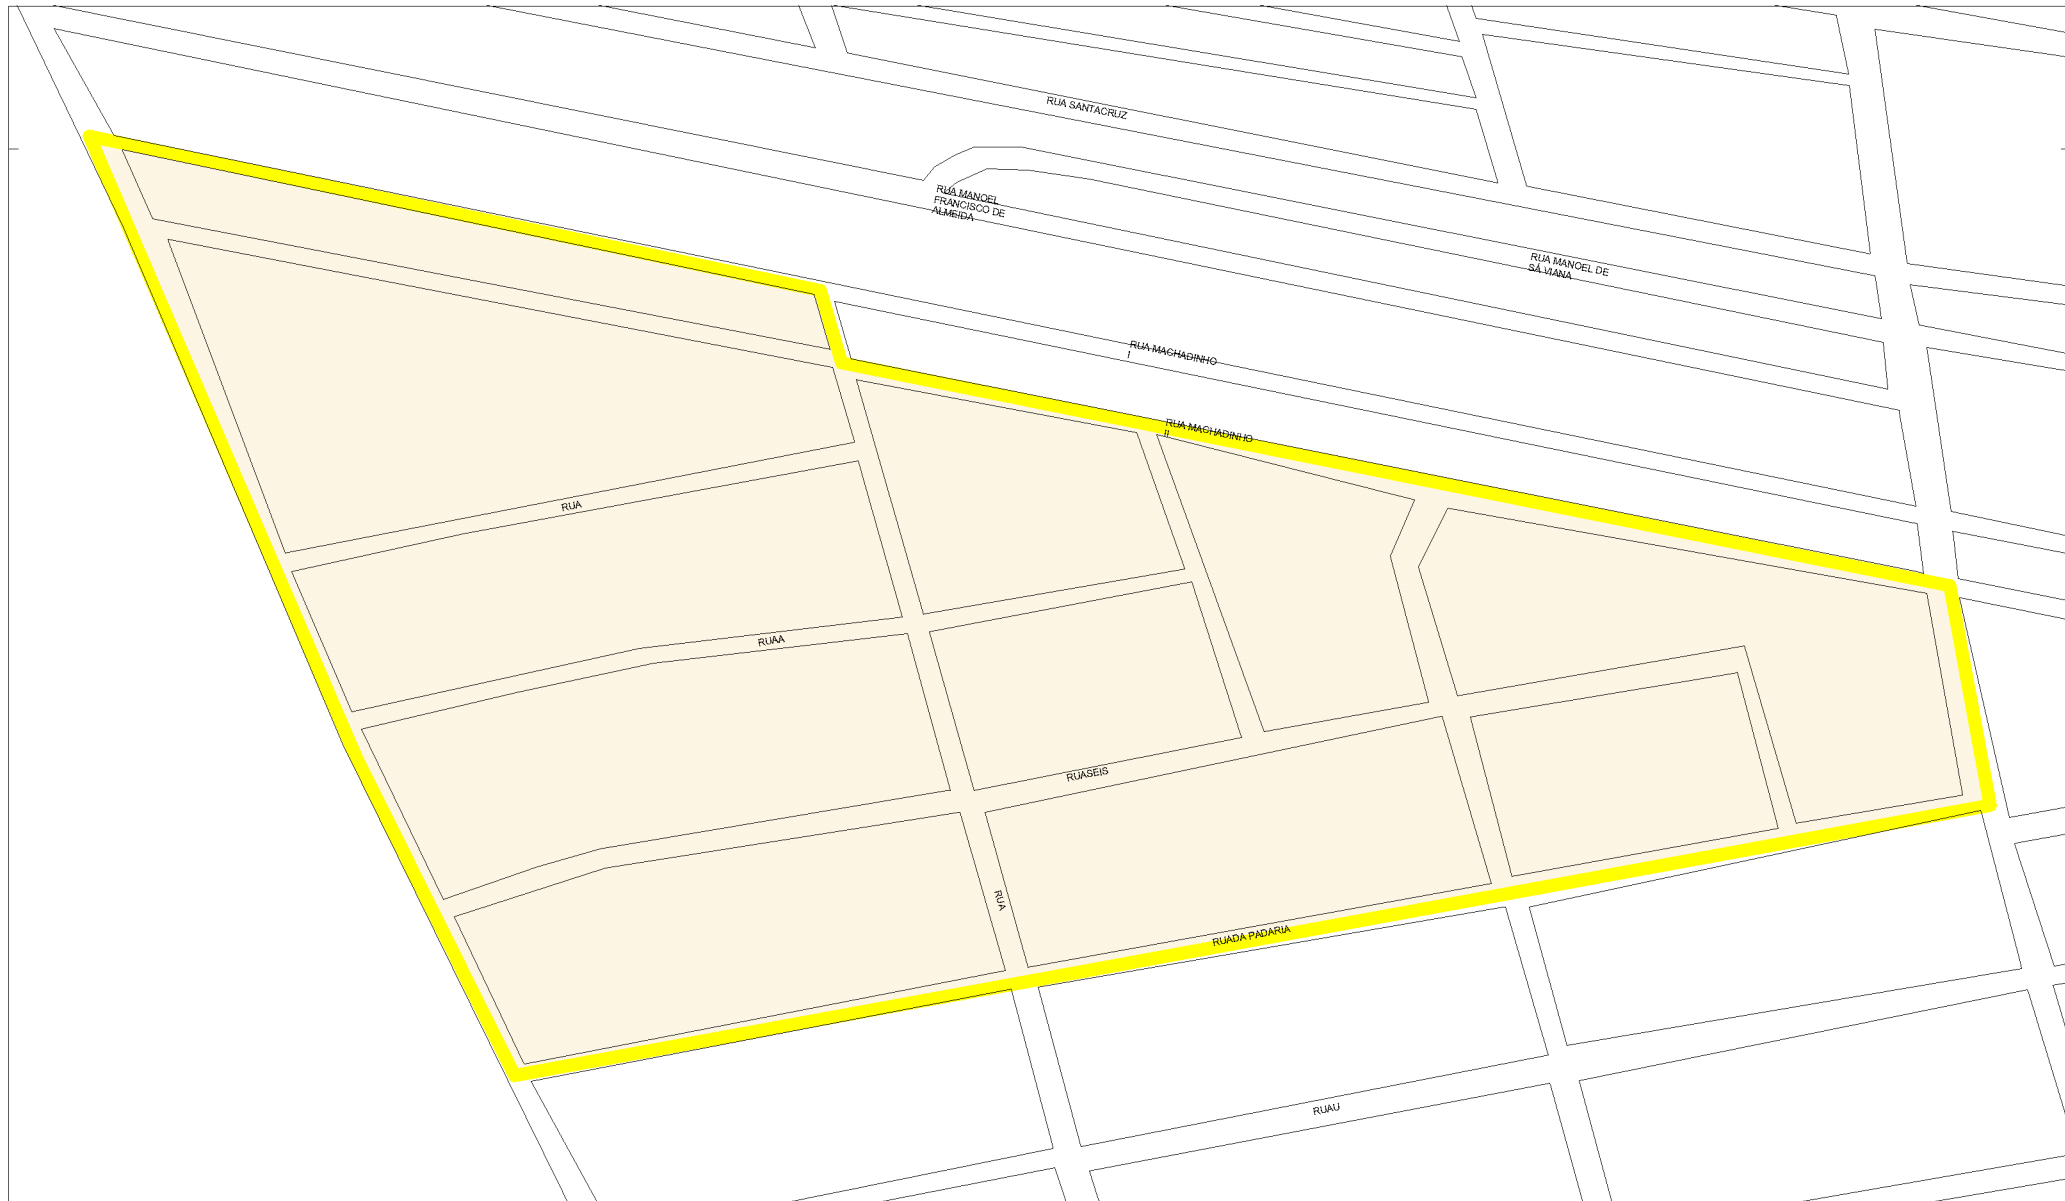 RUA SANTACRUZ
RUA MANOEL
FRANCISCO DE
ALMEIDA
RUA MANOEL DE
SÁ VIANA
RUA MACHADINHO
I
RUA MACHADINHO
II
RUA
RUAA
RUASEIS
RUA
RUADA PADARIA
RUAU